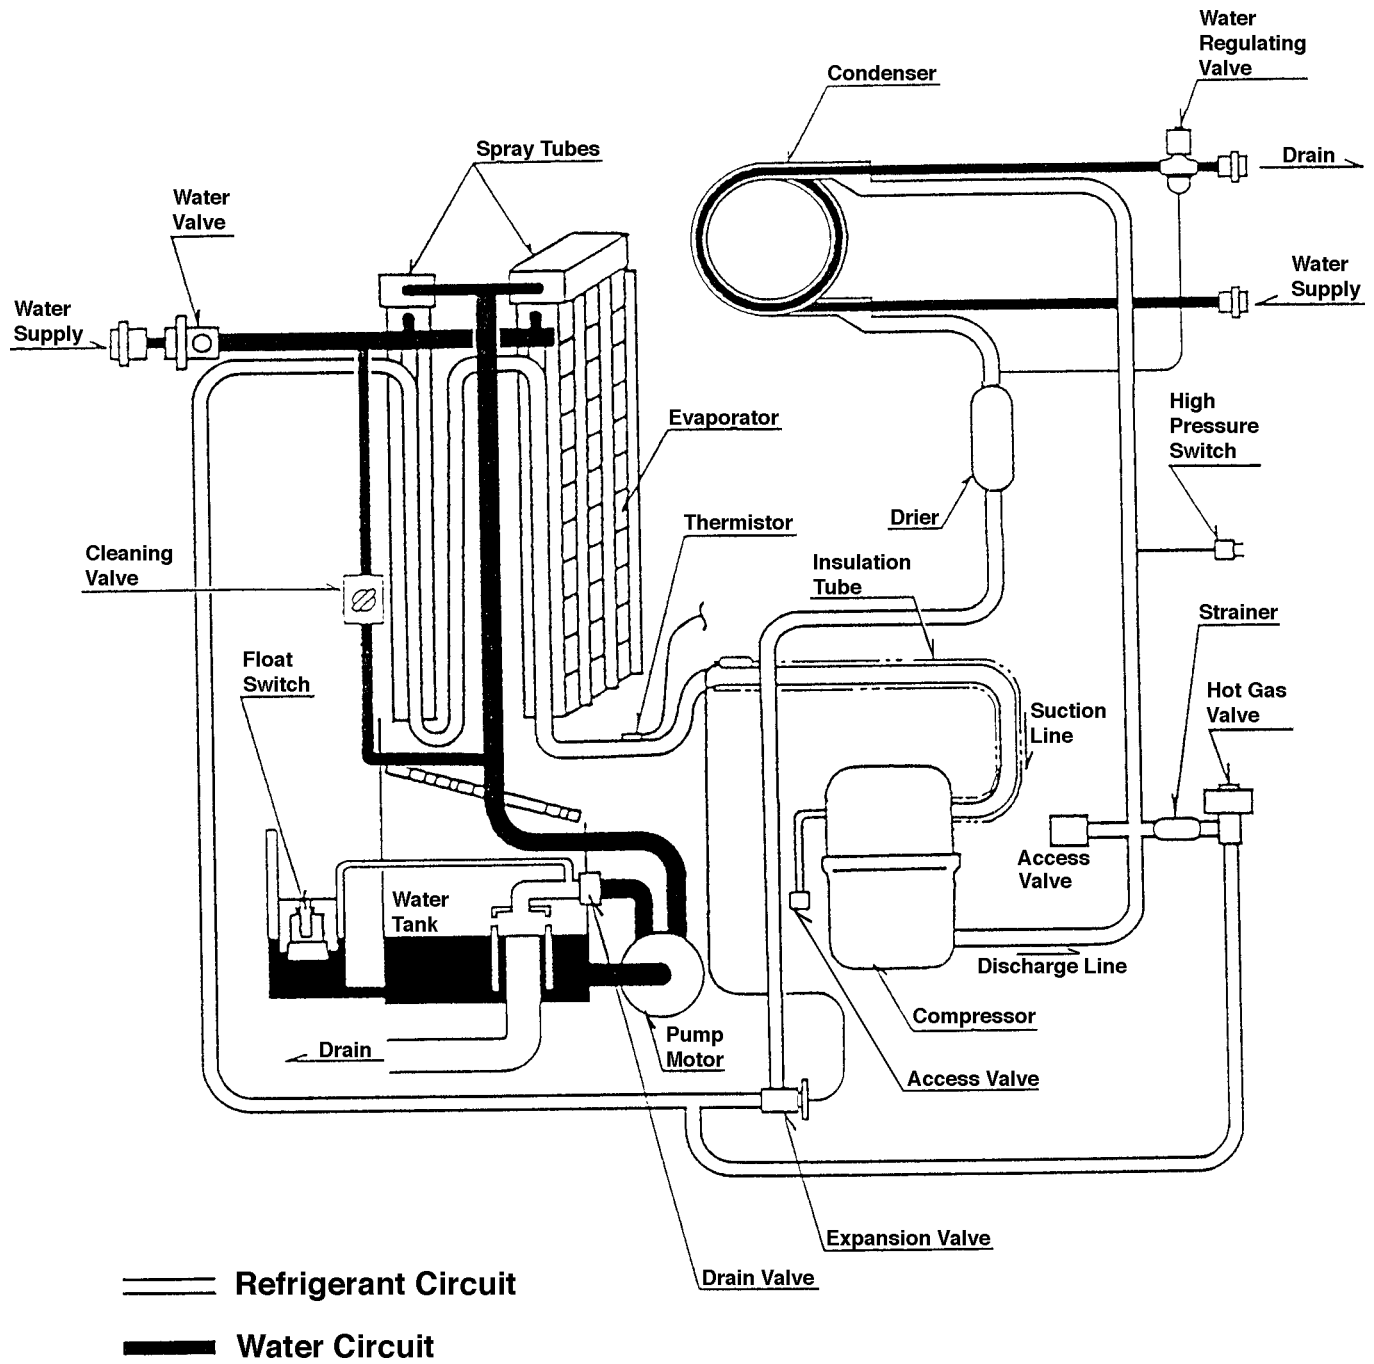 Water
Regulating
Valve
Condenser
Drain
Spray Tubes
Water
Valve
Water
Supply
Water
Supply
High
Pressure
Switch
Evaporator
Thermistor
Drier
Cleaning
Valve
Insulation
Tube
Strainer
Float
Switch
Hot Gas
Valve
Suction
Line
Access
Valve
Water
Tank
Discharge Line
Compressor
Drain
Pump
Motor
Access Valve
Expansion Valve
Drain Valve
Refrigerant Circuit
Water Circuit